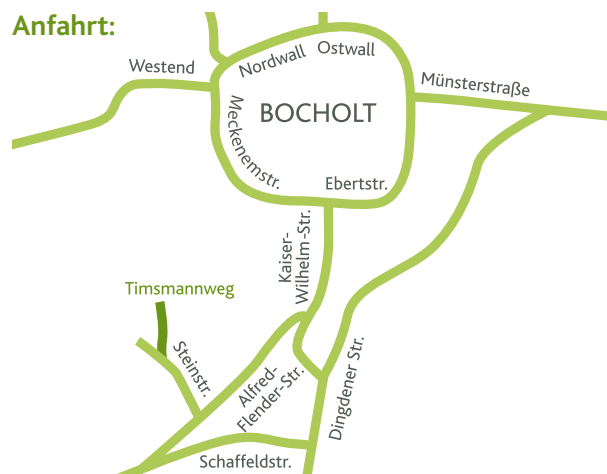 Anfahrt:
Westend
Nordwall
Ostwall
Münsterstraße
Meckenemstr.
BOCHOLT
Ebertstr.
Kaiser-
Wilhelm-Str.
Timsmannweg
Steinstr.
Alfred-
Flender-Str.
Dingdener Str.
Schaffeldstr.